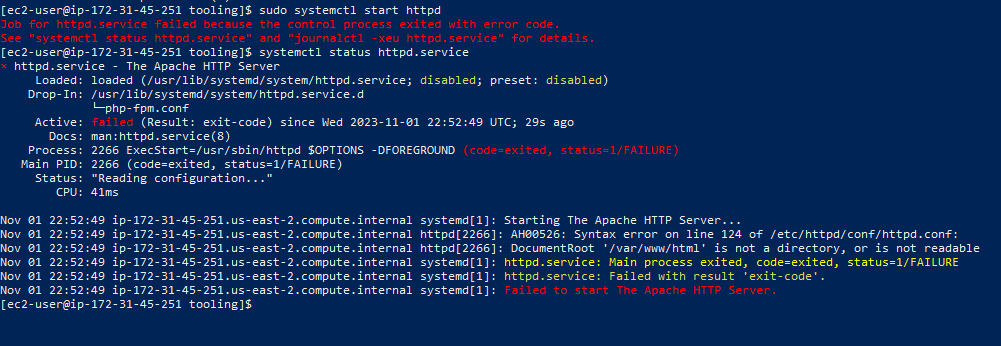 [ec2-user@ip-172-31-45-251 tooling]$ sudo systemctl start httpd
Job for httpd.service failed because the control process exited with error code.
See "systemctl status httpd.service" and "journalctl -xeu httpd.service" for details.
[ec2-user@ip-172-31-45-251 tooling]$ systemctl status httpd.service
× httpd.service - The Apache HTTP Server
     Loaded: loaded (/usr/lib/systemd/system/httpd.service; disabled; preset: disabled)
    Drop-In: /usr/lib/systemd/system/httpd.service.d
             └─php-fpm.conf
     Active: failed (Result: exit-code) since Wed 2023-11-01 22:52:49 UTC; 29s ago
       Docs: man:httpd.service(8)
    Process: 2266 ExecStart=/usr/sbin/httpd $OPTIONS -DFOREGROUND (code=exited, status=1/FAILURE)
   Main PID: 2266 (code=exited, status=1/FAILURE)
     Status: "Reading configuration..."
        CPU: 41ms
Nov 01 22:52:49 ip-172-31-45-251.us-east-2.compute.internal systemd[1]: Starting The Apache HTTP Server...
Nov 01 22:52:49 ip-172-31-45-251.us-east-2.compute.internal httpd[2266]: AH00526: Syntax error on line 124 of /etc/httpd/conf/httpd.conf:
Nov 01 22:52:49 ip-172-31-45-251.us-east-2.compute.internal httpd[2266]: DocumentRoot '/var/www/html' is not a directory, or is not readable
Nov 01 22:52:49 ip-172-31-45-251.us-east-2.compute.internal systemd[1]: httpd.service: Main process exited, code=exited, status=1/FAILURE
Nov 01 22:52:49 ip-172-31-45-251.us-east-2.compute.internal systemd[1]: httpd.service: Failed with result 'exit-code'.
Nov 01 22:52:49 ip-172-31-45-251.us-east-2.compute.internal systemd[1]: Failed to start The Apache HTTP Server.
[ec2-user@ip-172-31-45-251 tooling]$